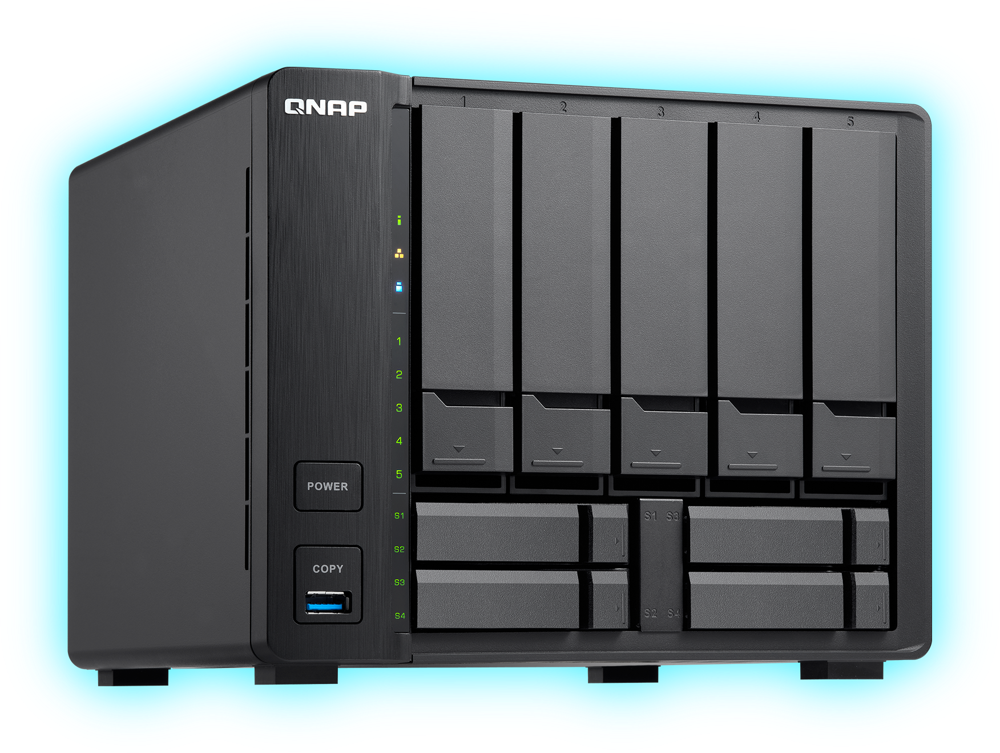 QNAP
1 2 3 4 5
1
2
3
4
5
S1
S2
S3
S4
POWER
COPY
S1 S3
S2 S4